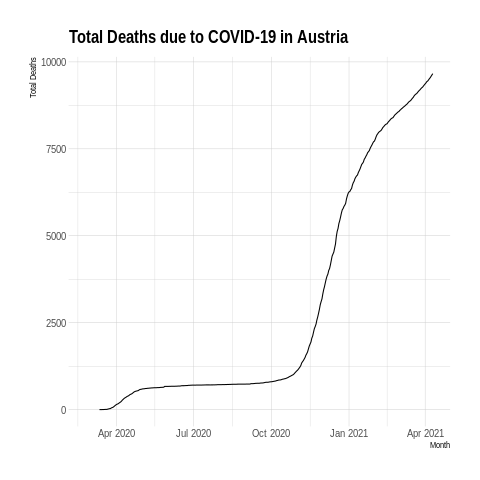 Total Deaths due to COVID-19 in Austria
Total Deaths
10000
7500
5000
2500
0
Apr 2020 Jul 2020 Oct 2020 Jan 2021 Apr 2021
Month